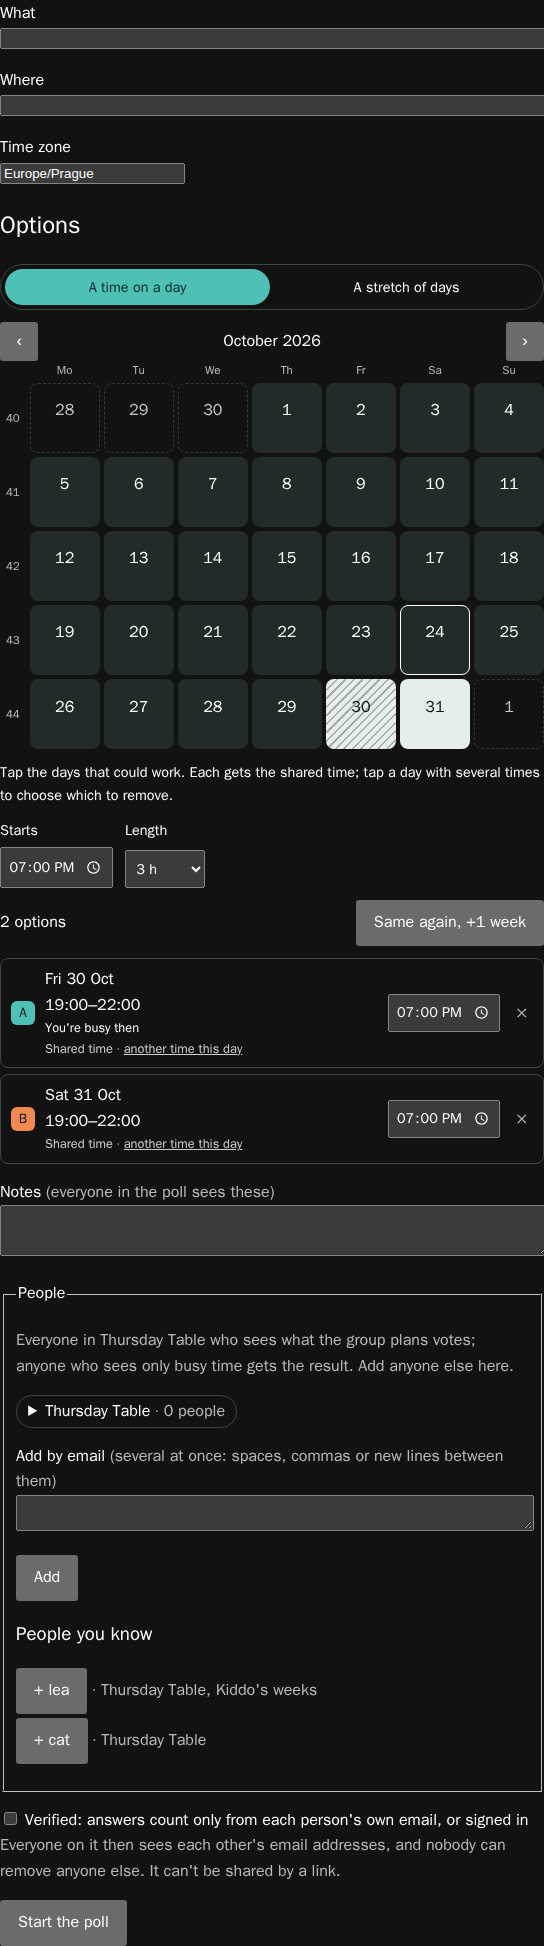 What
Where
Time zone
Europe/Prague
Options
A time on a day
A stretch of days
‹ October 2026 ›
Mo Tu We Th Fr Sa Su
40 28 29 30 1 2 3 4
41 5 6 7 8 9 10 11
42 12 13 14 15 16 17 18
43 19 20 21 22 23 24 25
44 26 27 28 29 30 31 1
Tap the days that could work. Each gets the shared time; tap a day with several times
to choose which to remove.
Starts Length
07:00 PM 3 h
2 options Same again, +1 week
Fri 30 Oct
A 19:00–22:00 07:00 PM ×
You're busy then
Shared time · another time this day
Sat 31 Oct
B 19:00–22:00 07:00 PM ×
Shared time · another time this day
Notes (everyone in the poll sees these)
People
Everyone in Thursday Table who sees what the group plans votes;
anyone who sees only busy time gets the result. Add anyone else here.
▶ Thursday Table · 0 people
Add by email (several at once: spaces, commas or new lines between
them)
Add
People you know
+ lea · Thursday Table, Kiddo's weeks
+ cat · Thursday Table
Verified: answers count only from each person's own email, or signed in
Everyone on it then sees each other's email addresses, and nobody can
remove anyone else. It can't be shared by a link.
Start the poll